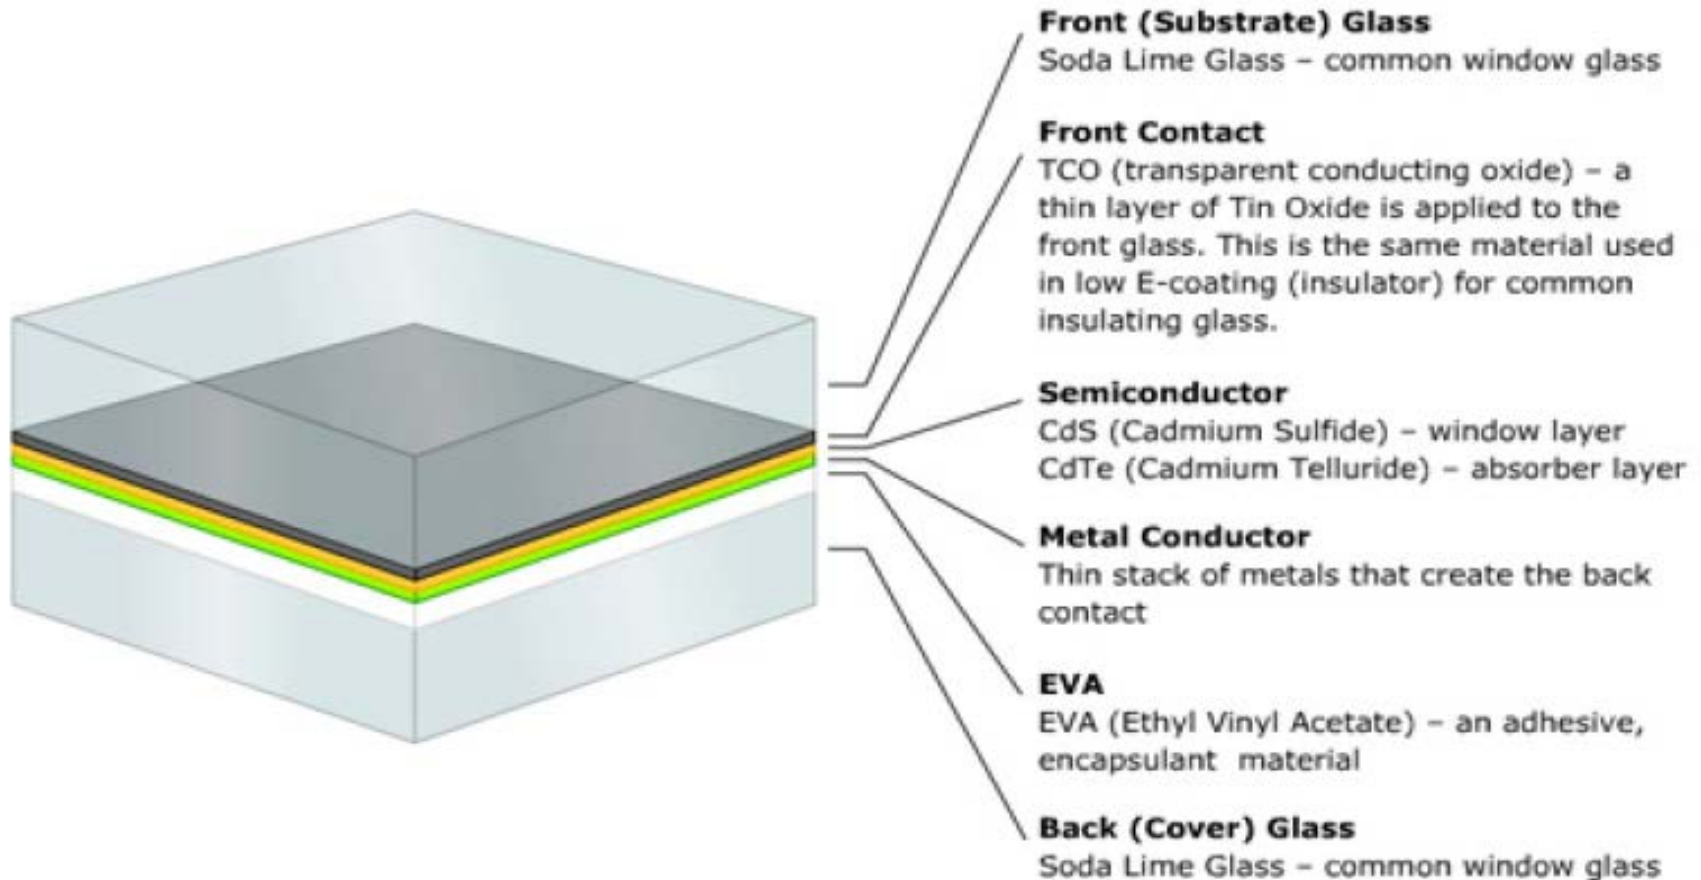 Front (Substrate) Glass
Soda Lime Glass – common window glass
Front Contact
TCO (transparent conducting oxide) – a
thin layer of Tin Oxide is applied to the
front glass. This is the same material used
in low E-coating (insulator) for common
insulating glass.
Semiconductor
CdS (Cadmium Sulfide) – window layer
CdTe (Cadmium Telluride) – absorber layer
Metal Conductor
Thin stack of metals that create the back
contact
EVA
EVA (Ethyl Vinyl Acetate) – an adhesive,
encapsulant material
Back (Cover) Glass
Soda Lime Glass – common window glass